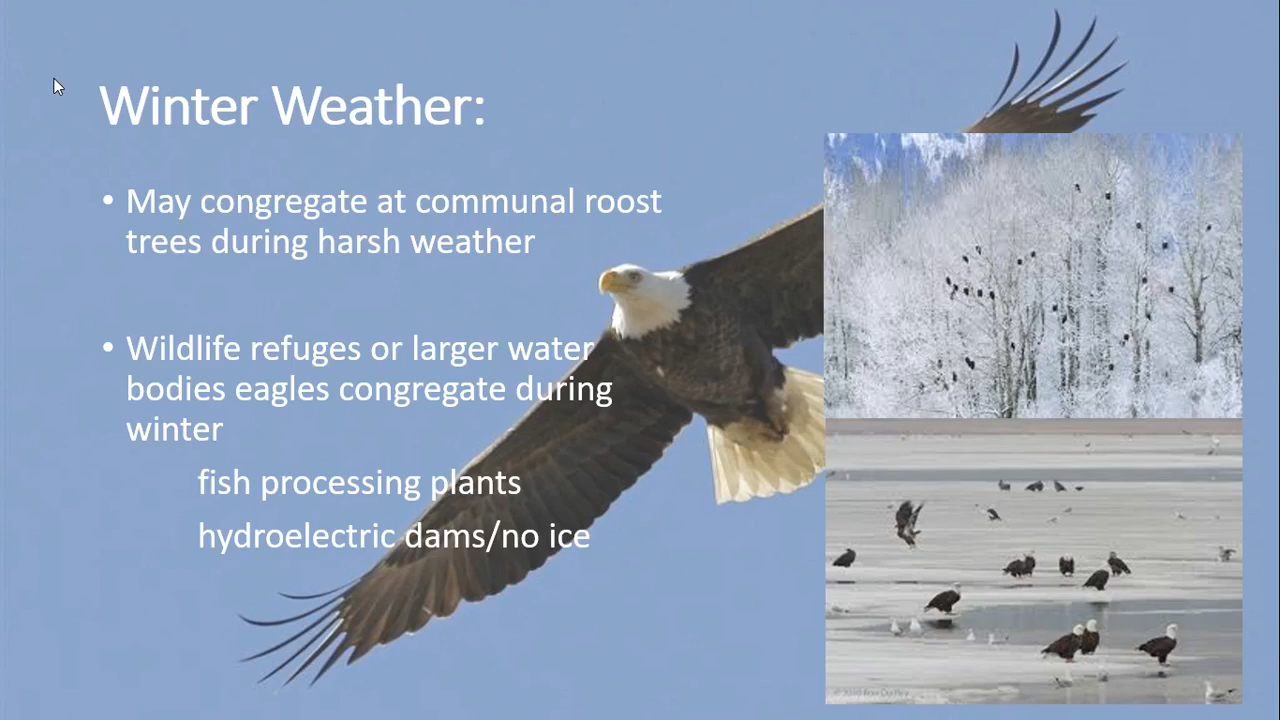 Winter Weather:
• May congregate at communal roost
trees during harsh weather
• Wildlife refuges or larger water
bodies eagles congregate during
winter
fish processing plants
hydroelectric dams/no ice